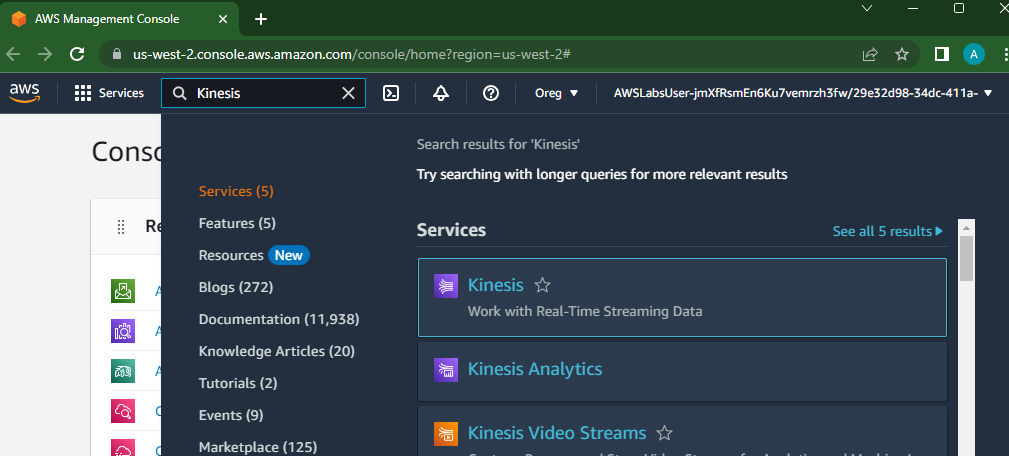 AWS Management Console
us-west-2.console.aws.amazon.com/console/home?region=us-west-2#
A
aws
Services
Kinesis
Oreg
AWSLabsUser-jmXfRsmEn6Ku7vemrzh3fw/29e32d98-34dc-411a-
Conso
Search results for 'Kinesis'
Try searching with longer queries for more relevant results
Services (5)
Features (5)
Resources New
Blogs (272)
Documentation (11,938)
Knowledge Articles (20)
Tutorials (2)
Events (9)
Marketplace (125)
Re
Services
See all 5 results
Kinesis
Work with Real-Time Streaming Data
Kinesis Analytics
Kinesis Video Streams